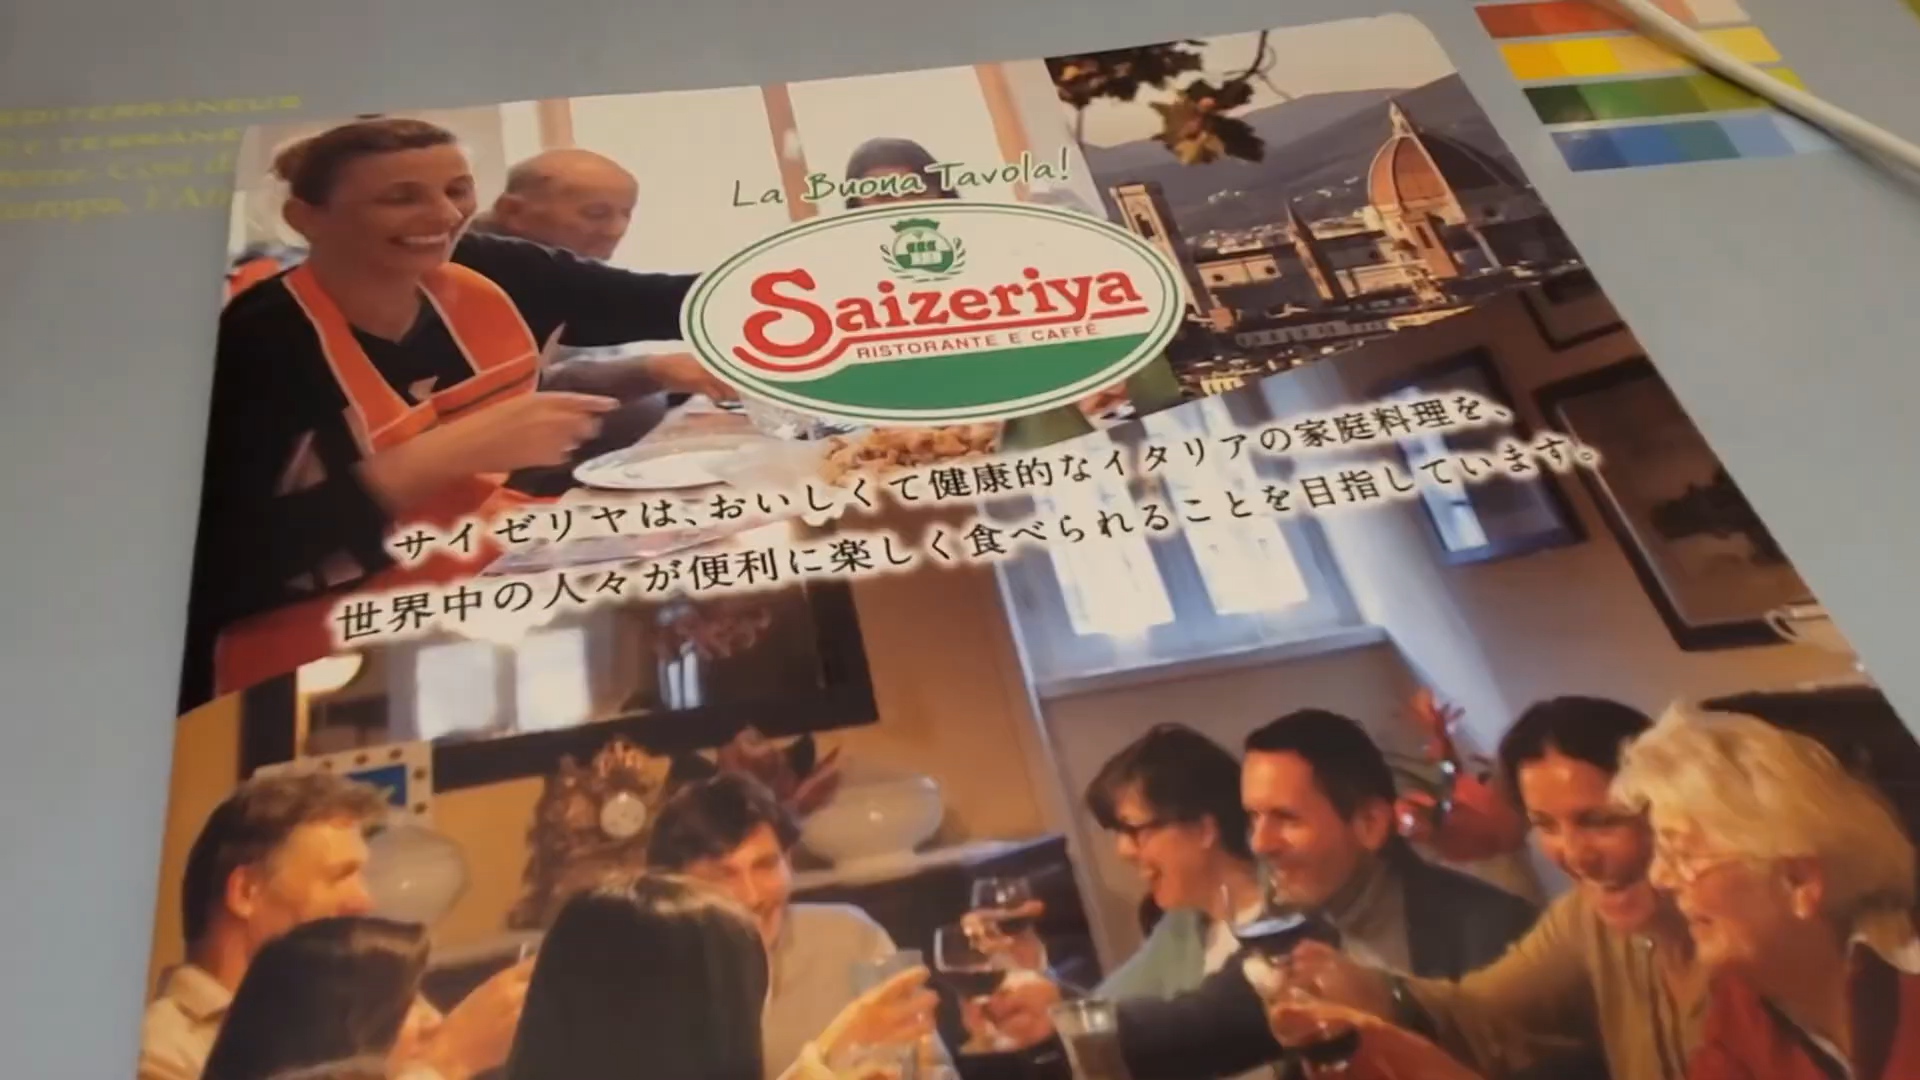 La Buona Tavola!
Saizeriya
RISTORANTE E CAFFÉ
サイゼリヤは、おいしくて健康的なイタリアの家庭料理を、
世界中の人々が便利に楽しく食べられることを目指しています。